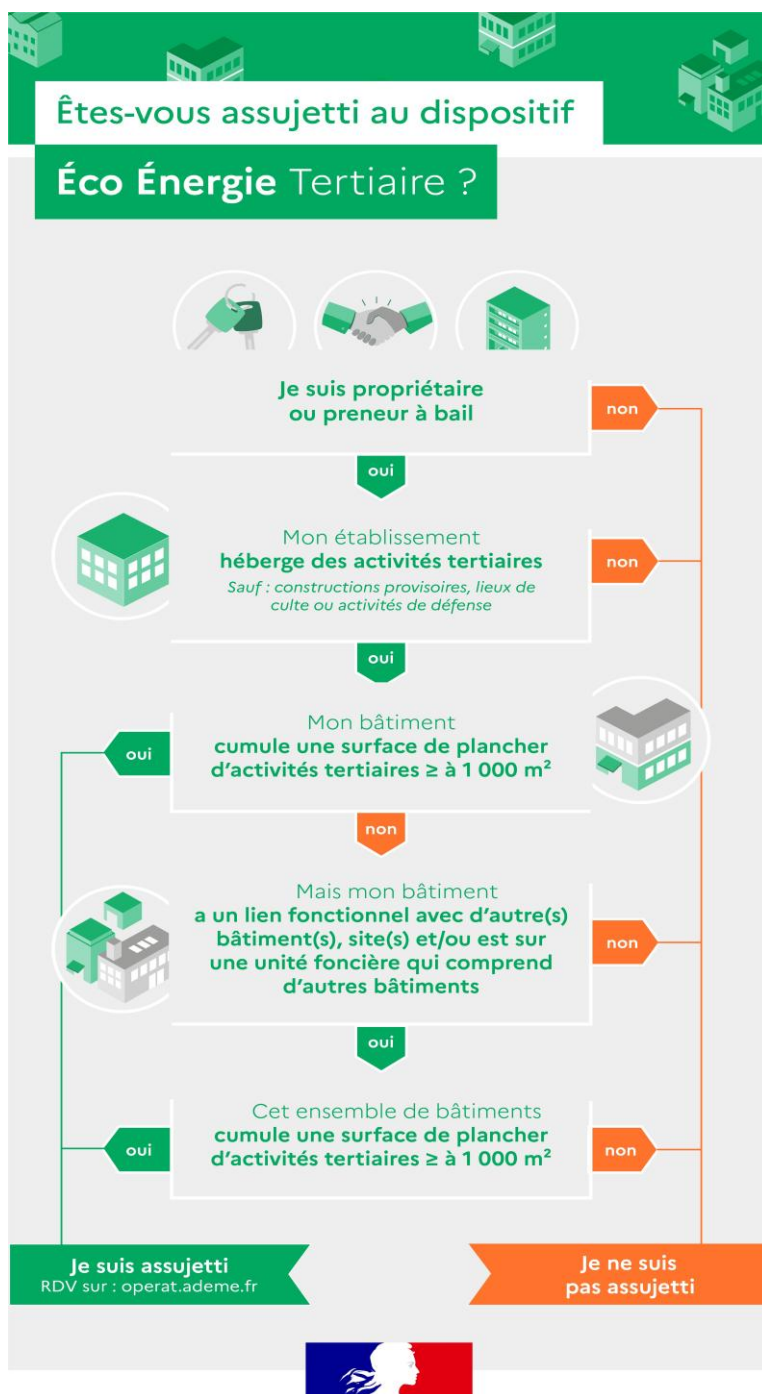 Êtes-vous assujetti au dispositif
Éco Énergie Tertiaire ?
Je suis propriétaire
ou preneur à bail
non
oui
Mon établissement
héberge des activités tertiaires
Sauf : constructions provisoires, lieux de
culte ou activités de défense
non
oui
Mon bâtiment
cumule une surface de plancher
d'activités tertiaires ≥ à 1 000 m²
oui
non
Mais mon bâtiment
a un lien fonctionnel avec d'autre(s)
bâtiment(s), site(s) et/ou est sur
une unité foncière qui comprend
d'autres bâtiments
non
oui
Cet ensemble de bâtiments
cumule une surface de plancher
d'activités tertiaires ≥ à 1 000 m²
oui
non
Je suis assujetti
RDV sur : operat.ademe.fr
Je ne suis
pas assujetti